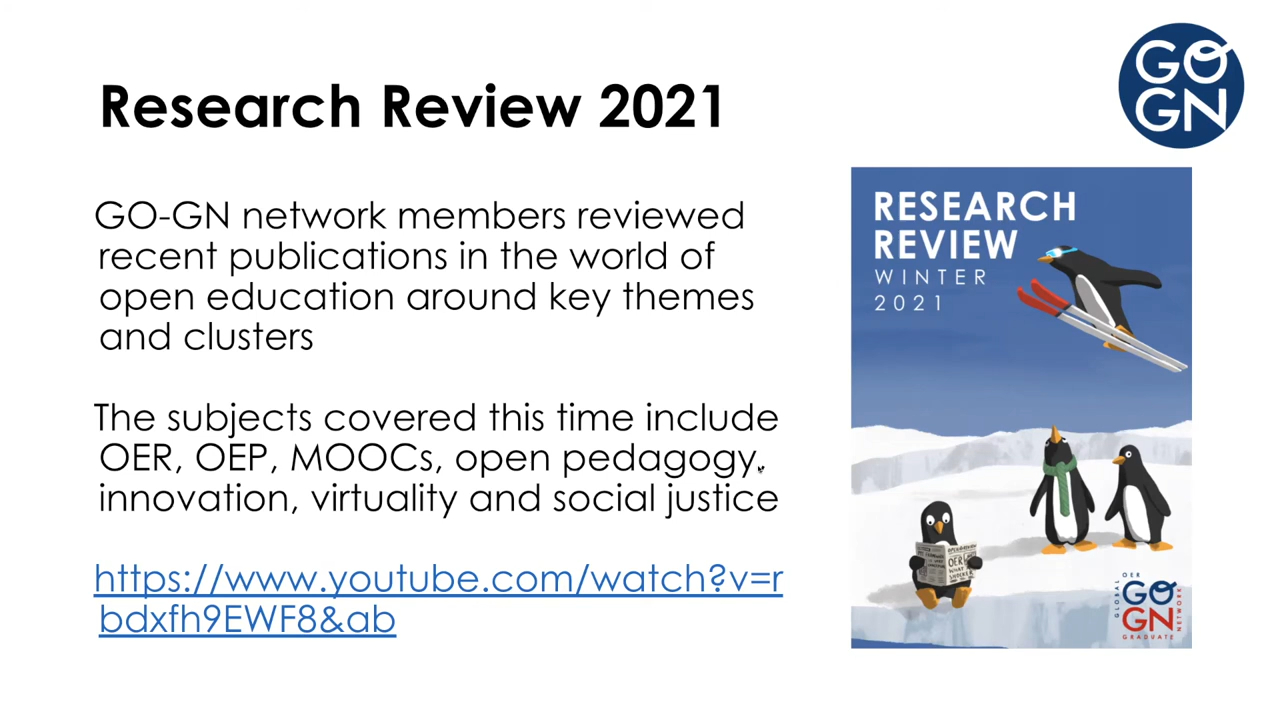 GO
GN
Research Review 2021
GO-GN network members reviewed
recent publications in the world of
open education around key themes
and clusters
The subjects covered this time include
OER, OEP, MOOCs, open pedagogy,
innovation, virtuality and social justice
https://www.youtube.com/watch?v=r
bdxfh9EWF8&ab
RESEARCH
REVIEW
WINTER
2021
OER
WHAT
OER
GLOBAL
GO
GN
NETWORK
GRADUATE